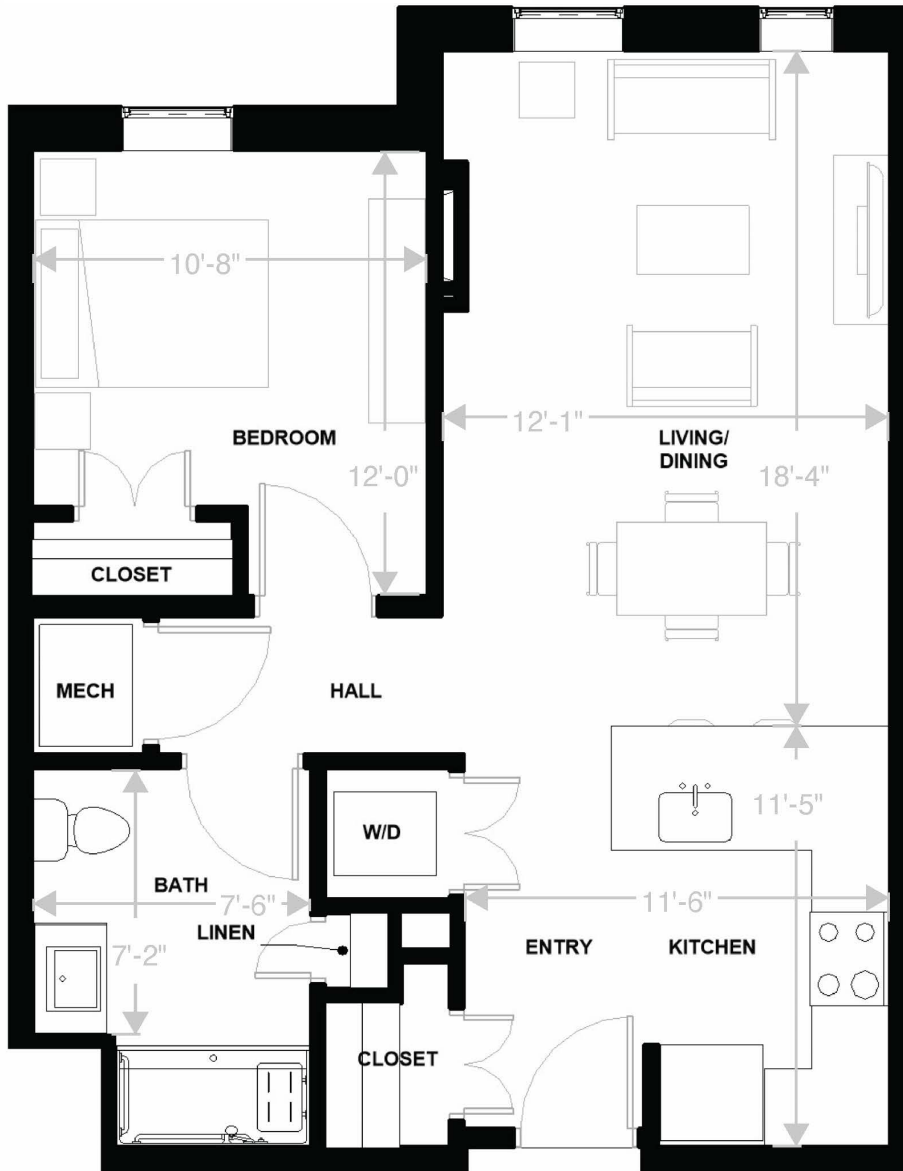 10'-8"
BEDROOM
12'-0"
12'-1"
LIVING/
DINING
18'-4"
CLOSET
MECH
HALL
W/D
11'-5"
BATH
7'-6"
11'-6"
LINEN
7'-2"
ENTRY
KITCHEN
CLOSET